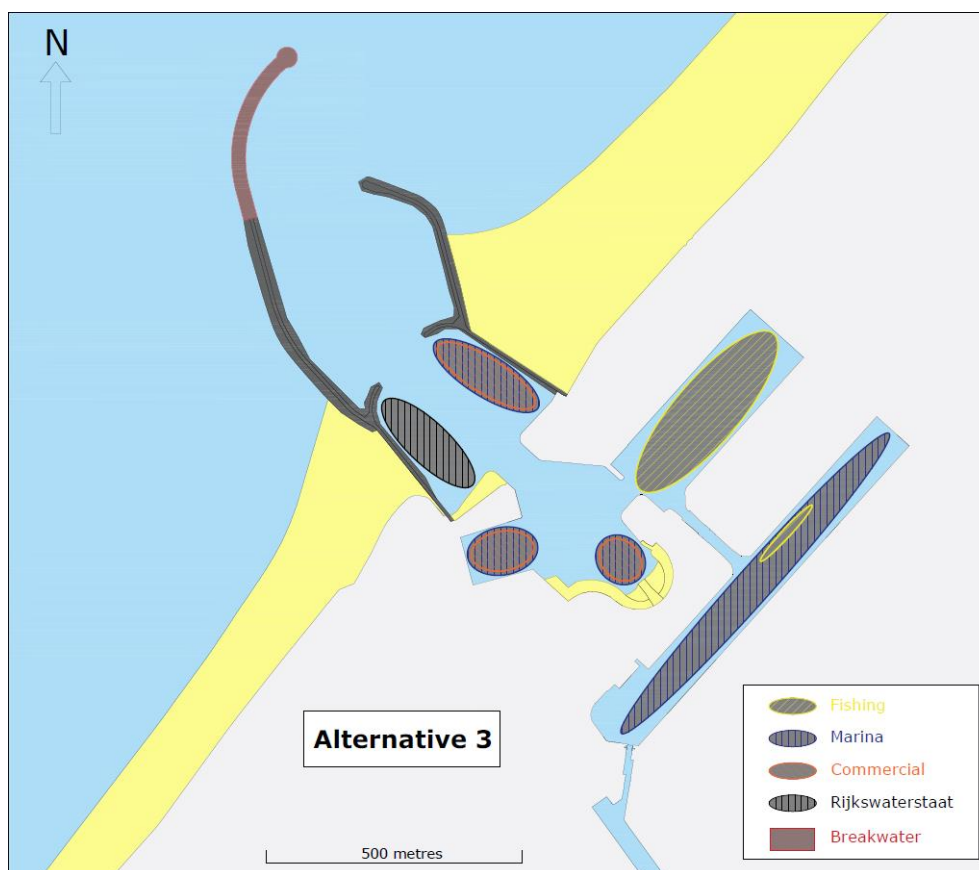 N
Alternative 3
500 metres
Fishing
Marina
Commercial
Rijkswaterstaat
Breakwater